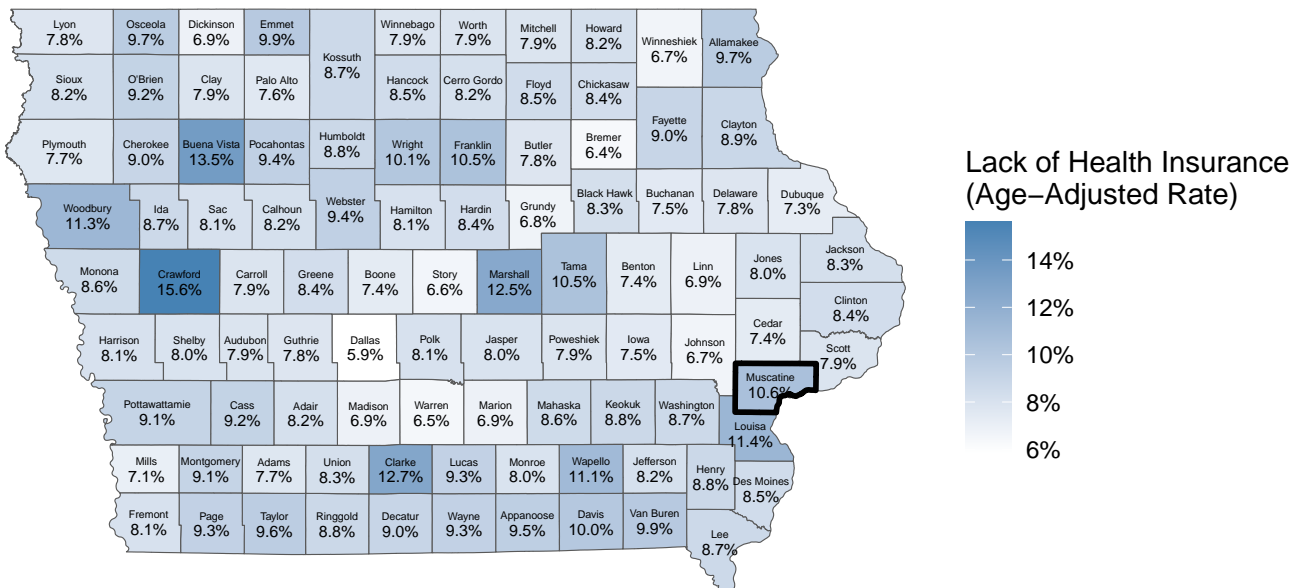 Lyon
7.8%
Osceola
9.7%
Dickinson
6.9%
Emmet
9.9%
Kossuth
8.7%
Winnebago
7.9%
Worth
7.9%
Mitchell
7.9%
Howard
8.2%
Winneshiek
6.7%
Allamakee
9.7%
Sioux
8.2%
O'Brien
9.2%
Clay
7.9%
Palo Alto
7.6%
Hancock
8.5%
Cerro Gordo
8.2%
Floyd
8.5%
Chickasaw
8.4%
Fayette
9.0%
Clayton
8.9%
Plymouth
7.7%
Cherokee
9.0%
Buena Vista
13.5%
Pocahontas
9.4%
Humboldt
8.8%
Wright
10.1%
Franklin
10.5%
Butler
7.8%
Bremer
6.4%
Woodbury
11.3%
Ida
8.7%
Sac
8.1%
Calhoun
8.2%
Webster
9.4%
Hamilton
8.1%
Hardin
8.4%
Grundy
6.8%
Black Hawk
8.3%
Buchanan
7.5%
Delaware
7.8%
Dubuque
7.3%
Monona
8.6%
Crawford
15.6%
Carroll
7.9%
Greene
8.4%
Boone
7.4%
Story
6.6%
Marshall
12.5%
Tama
10.5%
Benton
7.4%
Linn
6.9%
Jones
8.0%
Jackson
8.3%
Clinton
8.4%
Harrison
8.1%
Shelby
8.0%
Audubon
7.9%
Guthrie
7.8%
Dallas
5.9%
Polk
8.1%
Jasper
8.0%
Poweshiek
7.9%
Iowa
7.5%
Johnson
6.7%
Cedar
7.4%
Scott
7.9%
Muscatine
10.6%
Pottawattamie
9.1%
Cass
9.2%
Adair
8.2%
Madison
6.9%
Warren
6.5%
Marion
6.9%
Mahaska
8.6%
Keokuk
8.8%
Washington
8.7%
Louisa
11.4%
Mills
7.1%
Montgomery
9.1%
Adams
7.7%
Union
8.3%
Clarke
12.7%
Lucas
9.3%
Monroe
8.0%
Wapello
11.1%
Jefferson
8.2%
Henry
8.8%
Des Moines
8.5%
Fremont
8.1%
Page
9.3%
Taylor
9.6%
Ringgold
8.8%
Decatur
9.0%
Wayne
9.3%
Appanoose
9.5%
Davis
10.0%
Van Buren
9.9%
Lee
8.7%
Lack of Health Insurance
(Age−Adjusted Rate)
14%
12%
10%
8%
6%